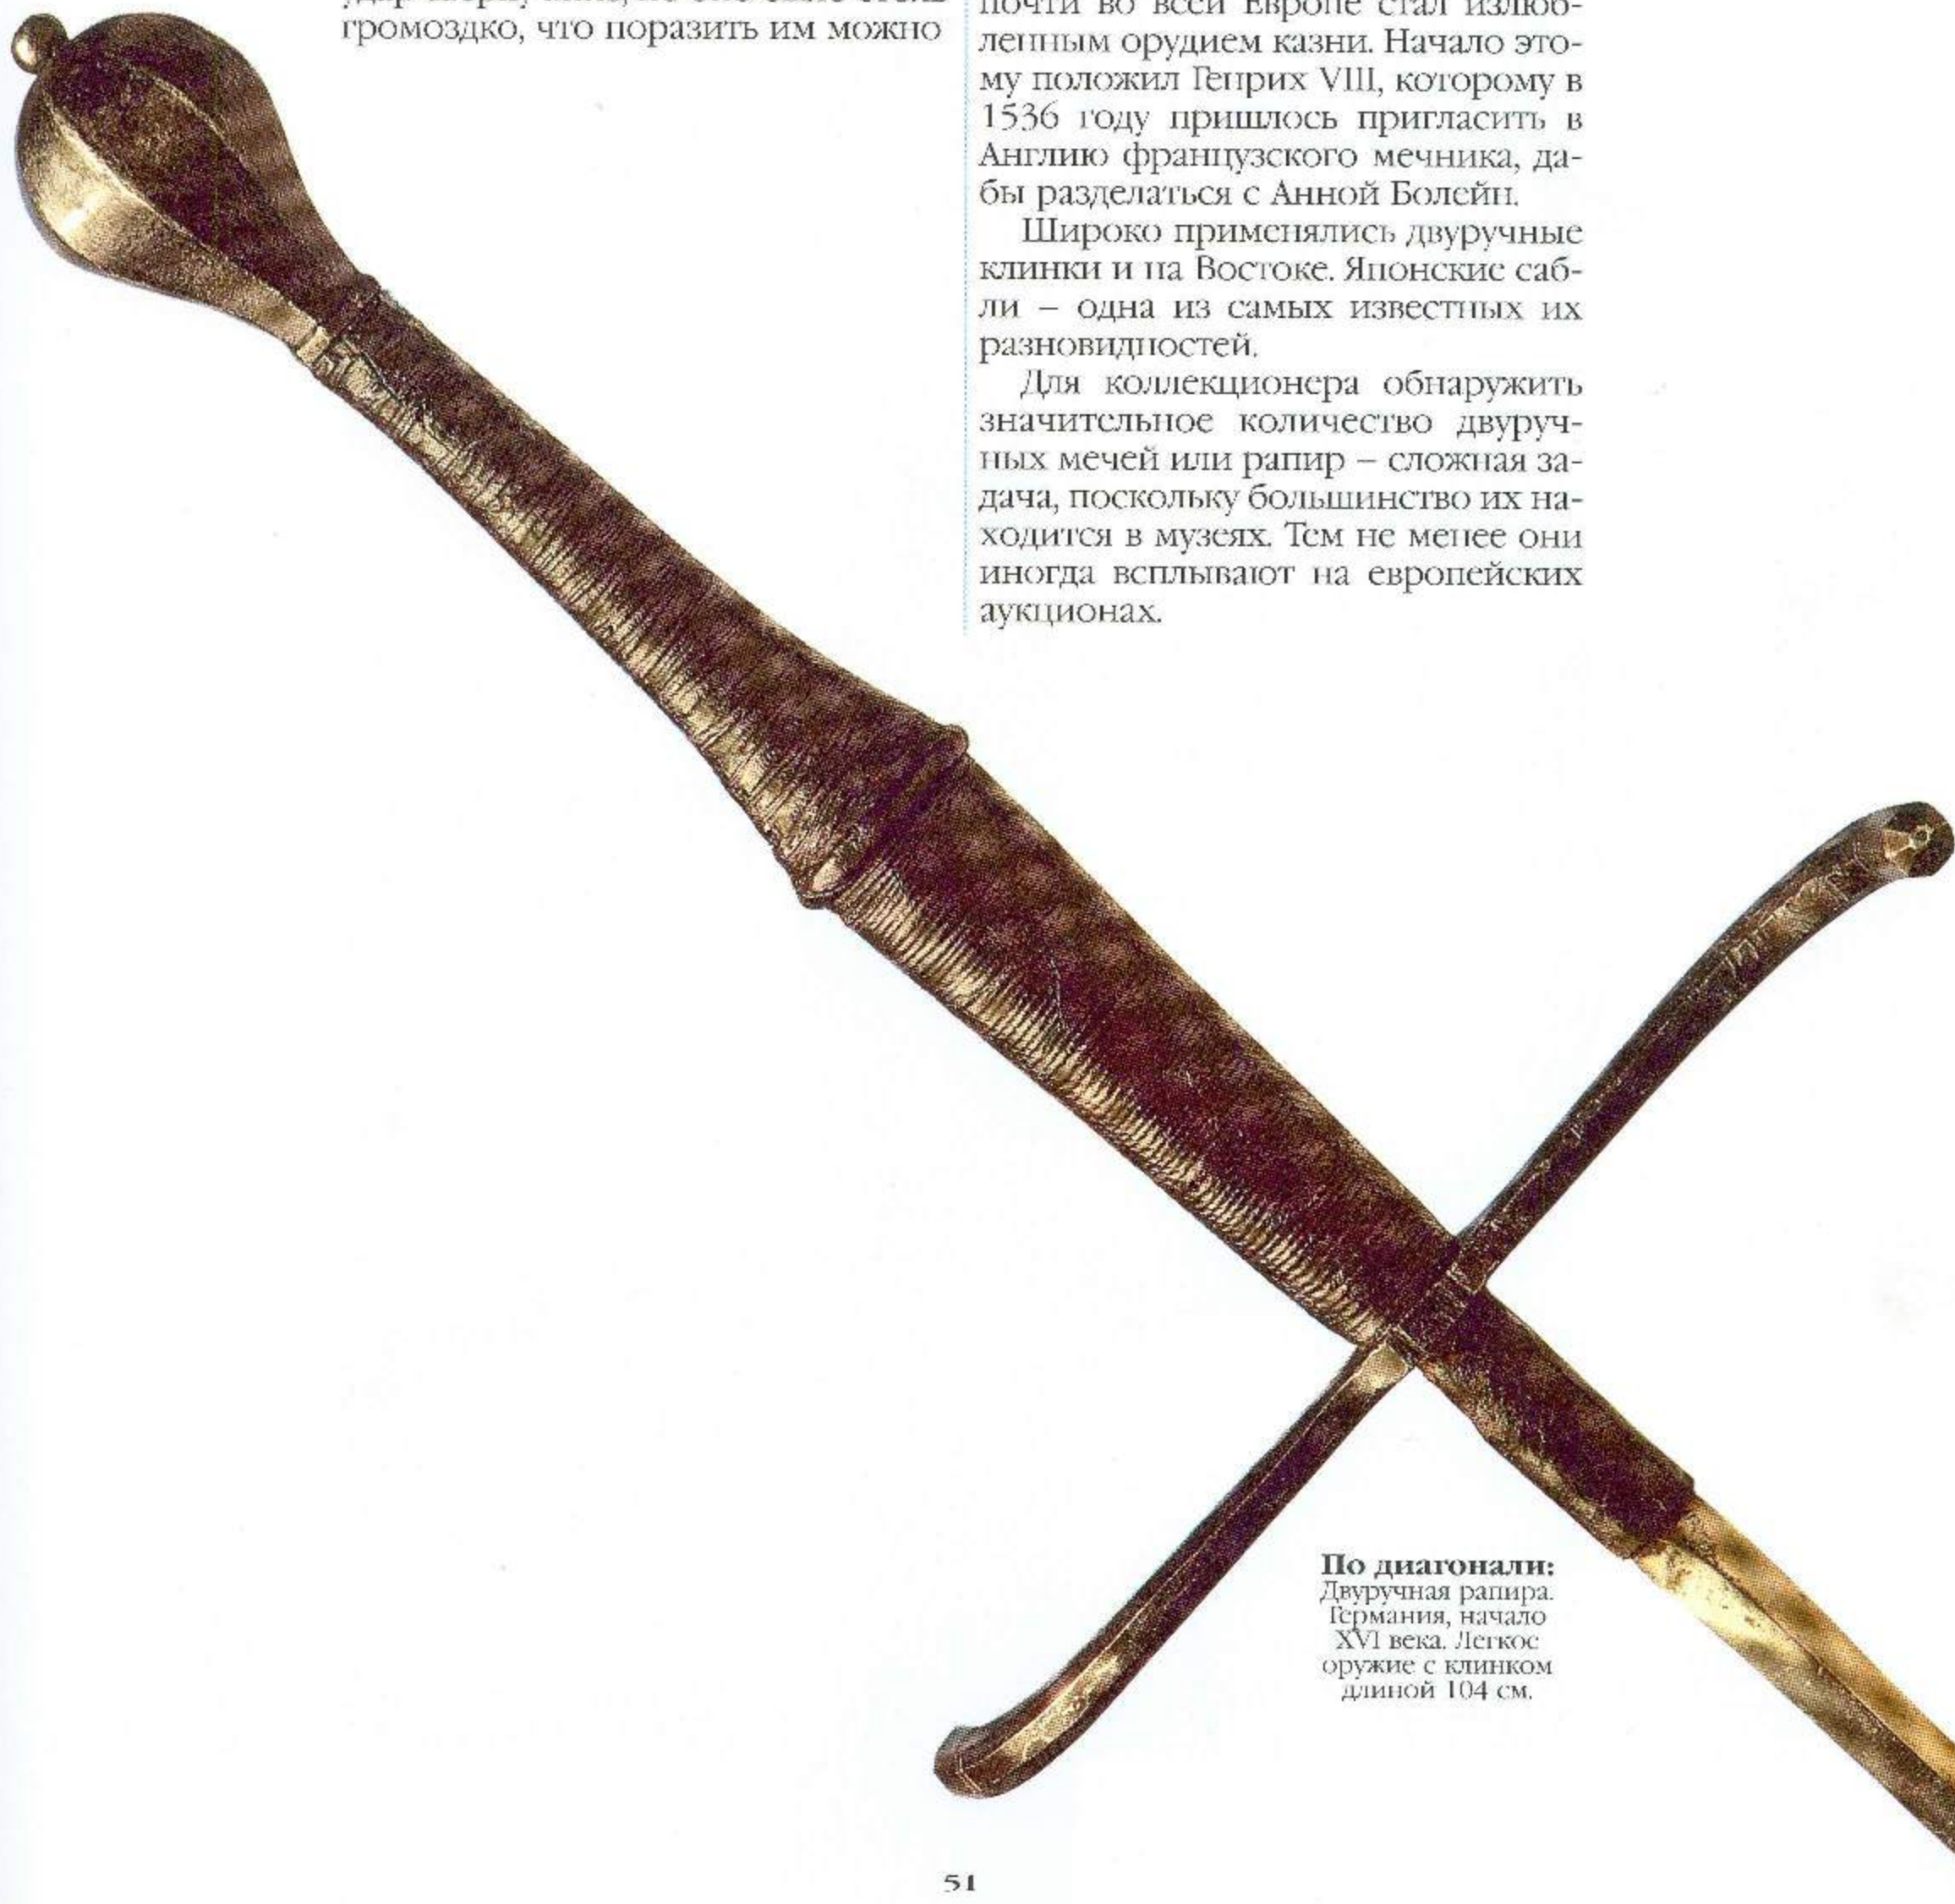 громоздко, что поразить им можно
почти во всей Европе стал излюб-
ленным орудием казни. Начало это-
му положил Генрих VIII, которому в
1536 году пришлось пригласить в
Англию французского мечника, да-
бы разделаться с Анной Болейн.
Широко применялись двуручные
клинки и на Востоке. Японские саб-
ли – одна из самых известных их
разновидностей.
Для коллекционера обнаружить
значительное количество двуруч-
ных мечей или рапир – сложная за-
дача, поскольку большинство их на-
ходится в музеях. Тем не менее они
иногда всплывают на европейских
аукционах.
По диагонали:
Двуручная рапира.
Германия, начало
XVI века. Легкое
оружие с клинком
длиной 104 см.
51